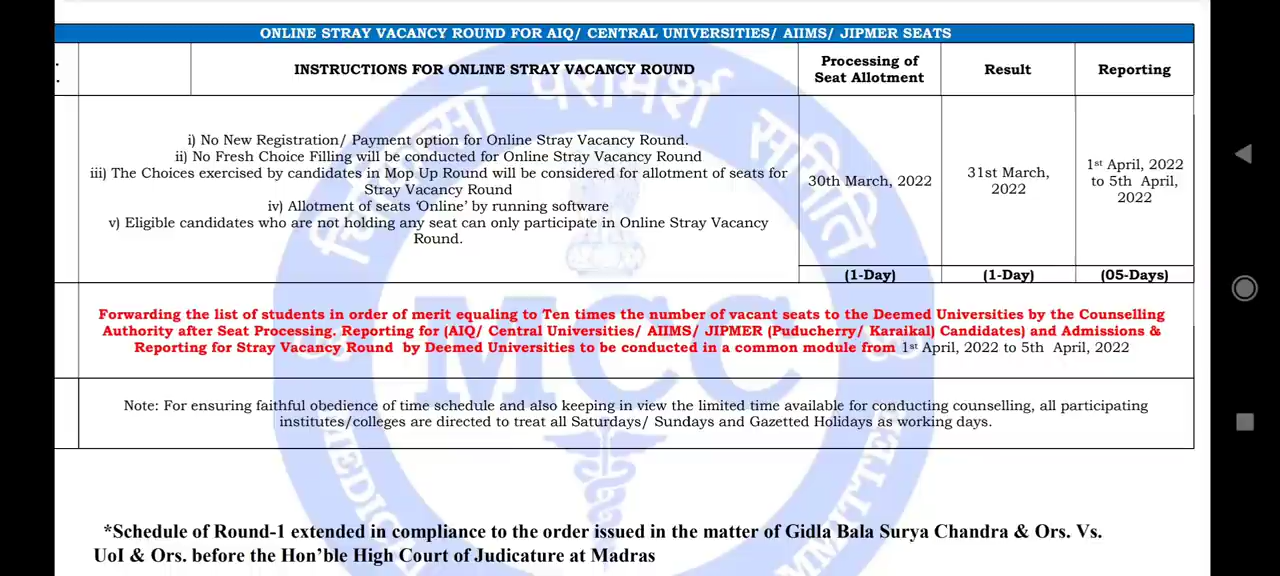 ONLINE STRAY VACANCY ROUND FOR AIQ/ CENTRAL UNIVERSITIES/ AIIMS/ JIPMER SEATS
INSTRUCTIONS FOR ONLINE STRAY VACANCY ROUND
Processing of
Seat Allotment
Result
Reporting
i) No New Registration/ Payment option for Online Stray Vacancy Round.
ii) No Fresh Choice Filling will be conducted for Online Stray Vacancy Round
iii) The Choices exercised by candidates in Mop Up Round will be considered for allotment of seats for
Stray Vacancy Round
iv) Allotment of seats ‘Online’ by running software
v) Eligible candidates who are not holding any seat can only participate in Online Stray Vacancy
Round.
30th March, 2022
31st March,
2022
1st April, 2022
to 5th April,
2022
(1-Day)
(1-Day)
(05-Days)
Forwarding the list of students in order of merit equaling to Ten times the number of vacant seats to the Deemed Universities by the Counselling
Authority after Seat Processing. Reporting for (AIQ/ Central Universities/ AIIMS/ JIPMER (Puducherry/ Karaikal) Candidates) and Admissions &
Reporting for Stray Vacancy Round by Deemed Universities to be conducted in a common module from 1st April, 2022 to 5th April, 2022
Note: For ensuring faithful obedience of time schedule and also keeping in view the limited time available for conducting counselling, all participating
institutes/colleges are directed to treat all Saturdays/ Sundays and Gazetted Holidays as working days.
*Schedule of Round-1 extended in compliance to the order issued in the matter of Gidla Bala Surya Chandra & Ors. Vs.
UoI & Ors. before the Hon’ble High Court of Judicature at Madras
चिकित्सा परामर्श समिति
MCC